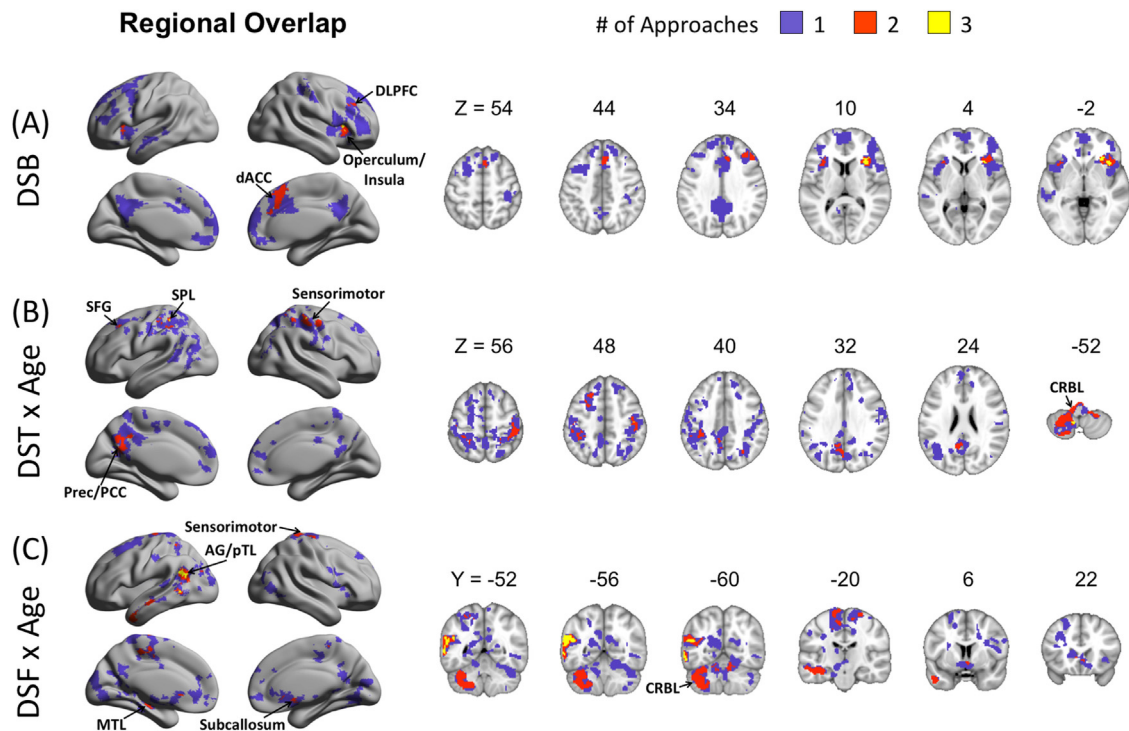 Regional Overlap
# of Approaches 1 2 3
(A)
DSB
DLPFC
Operculum/
Insula
dACC
Z = 54 44 34 10 4 -2
(B)
DST x Age
SFG
SPL
Sensorimotor
Prec/PCC
Z = 56 48 40 32 24 -52
CRBL
(C)
DSF x Age
Sensorimotor
AG/pTL
MTL
Subcallosum
Y = -52 -56 -60 -20 6 22
CRBL